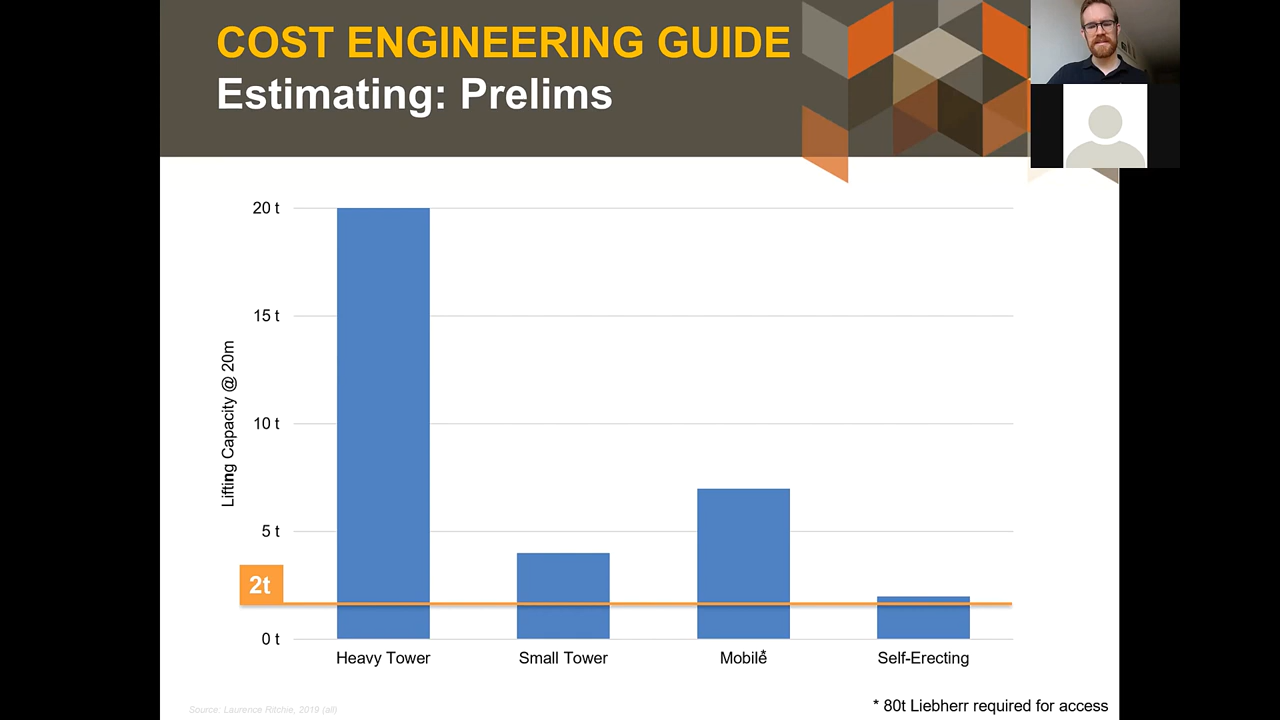 COST ENGINEERING GUIDE
Estimating: Prelims
20 t
15 t
10 t
5 t
0 t
Lifting Capacity @ 20m
2t
Heavy Tower
Small Tower
Mobile*
Self-Erecting
* 80t Liebherr required for access
Source: Laurence Ritchie, 2019 (all)